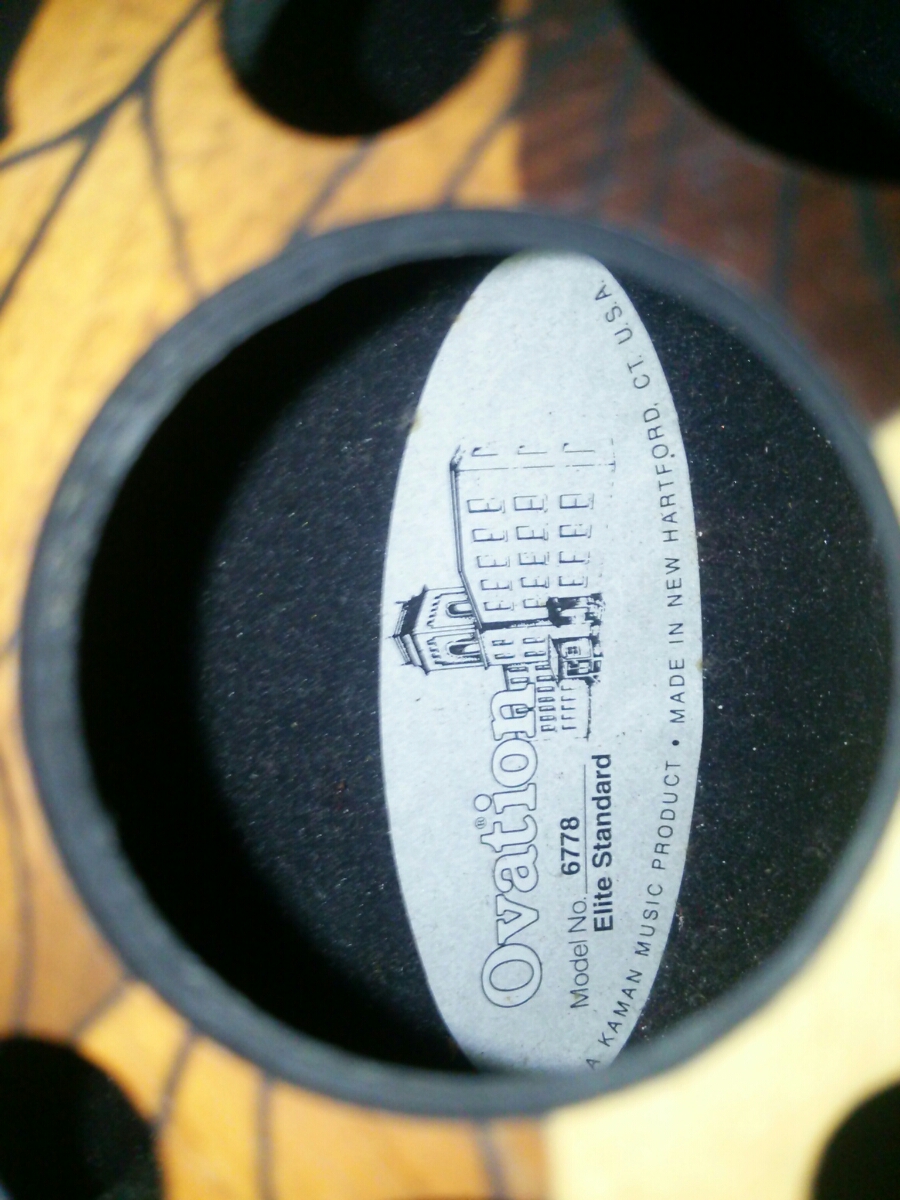 Ovation®
Model No. 6778
Elite Standard
A KAMAN MUSIC PRODUCT • MADE IN NEW HARTFORD, CT. U.S.A.